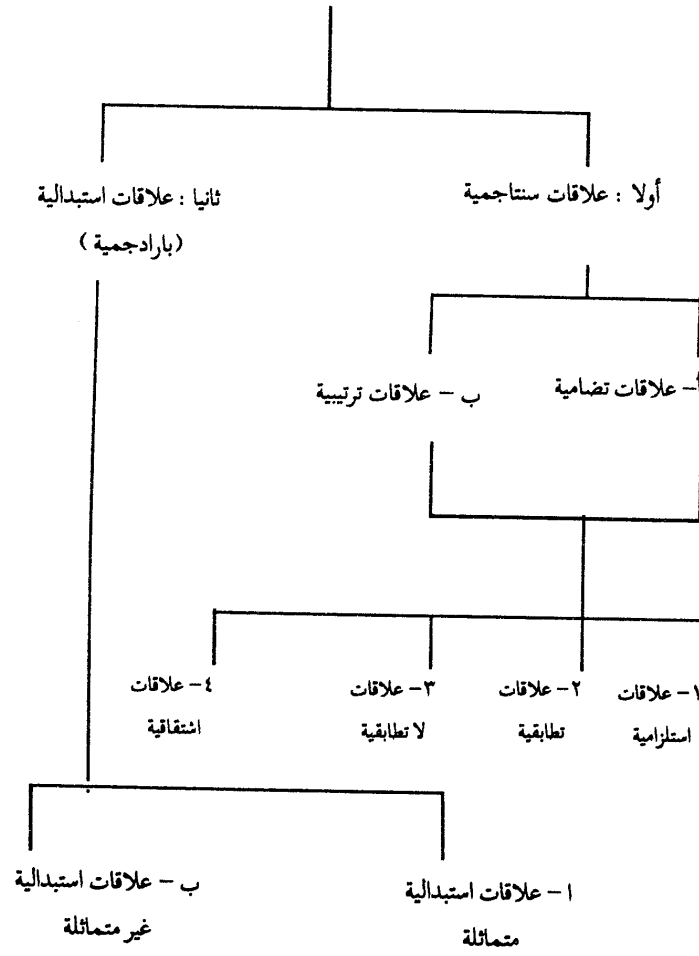 أولا : علاقات سنتاجمية
ثانيا : علاقات استبدالية
(بارادجمية)
أ – علاقات تضامية
ب – علاقات ترتيبية
١ – علاقات
استلزامية
٢ – علاقات
تطابقية
٣ – علاقات
لا تطابقية
٤ – علاقات
اشتقاقية
ا – علاقات استبدالية
متماثلة
ب – علاقات استبدالية
غير متماثلة